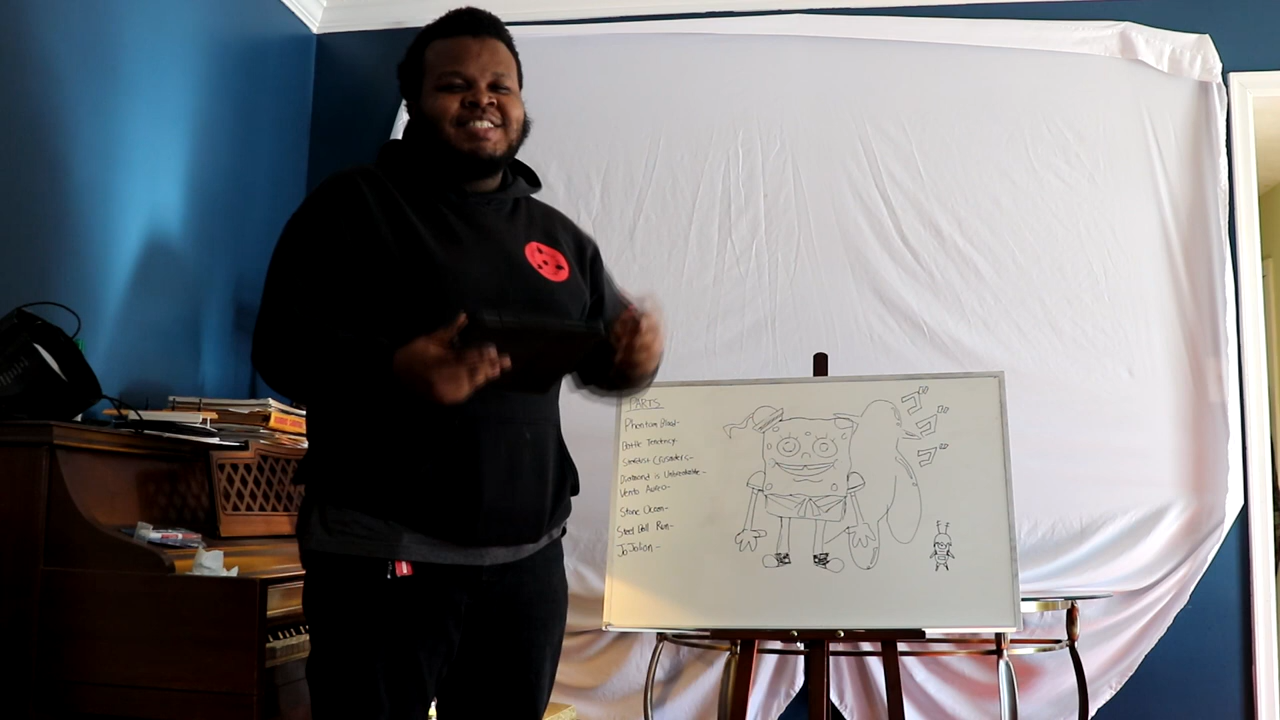 PARTS
Phantom Blood-
Battle Tendency-
Stardust Crusaders-
Diamond is Unbreakable-
Vento Aureo-
Stone Ocean-
Steel Ball Run-
JoJolion-
ゴ
ゴ
ゴ